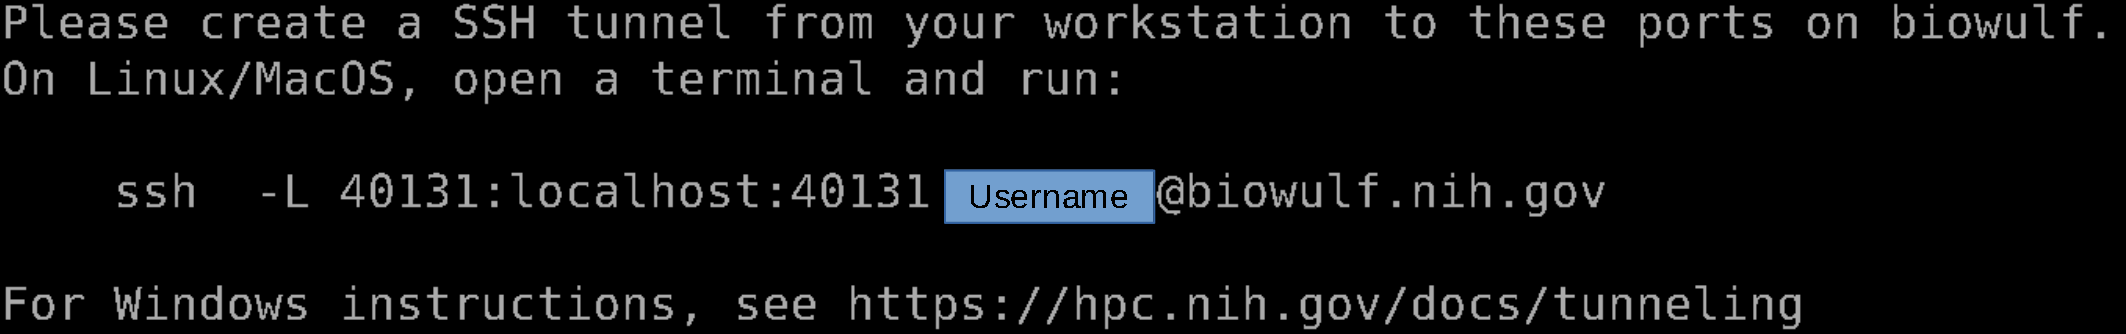 Please create a SSH tunnel from your workstation to these ports on biowulf.
On Linux/MacOS, open a terminal and run:
ssh  -L 40131:localhost:40131 Username@biowulf.nih.gov
For Windows instructions, see https://hpc.nih.gov/docs/tunneling